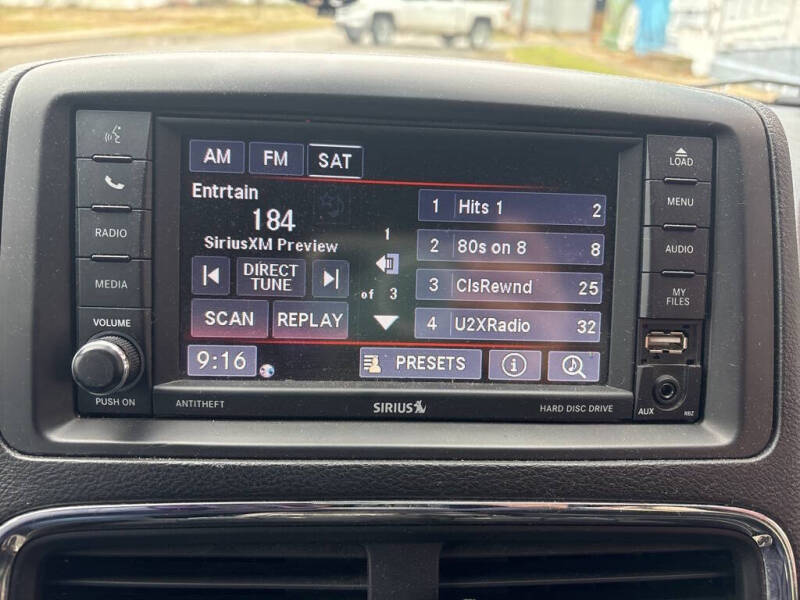 AM FM SAT
Entrtain
184
SiriusXM Preview
DIRECT
TUNE
SCAN REPLAY
9:16
1
of 3
1 Hits 1 2
2 80s on 8 8
3 ClsRewnd 25
4 U2XRadio 32
PRESETS
i
RADIO
MEDIA
VOLUME
PUSH ON
LOAD
MENU
AUDIO
MY
FILES
AUX
RBZ
ANTITHEFT
SIRIUS
HARD DISC DRIVE